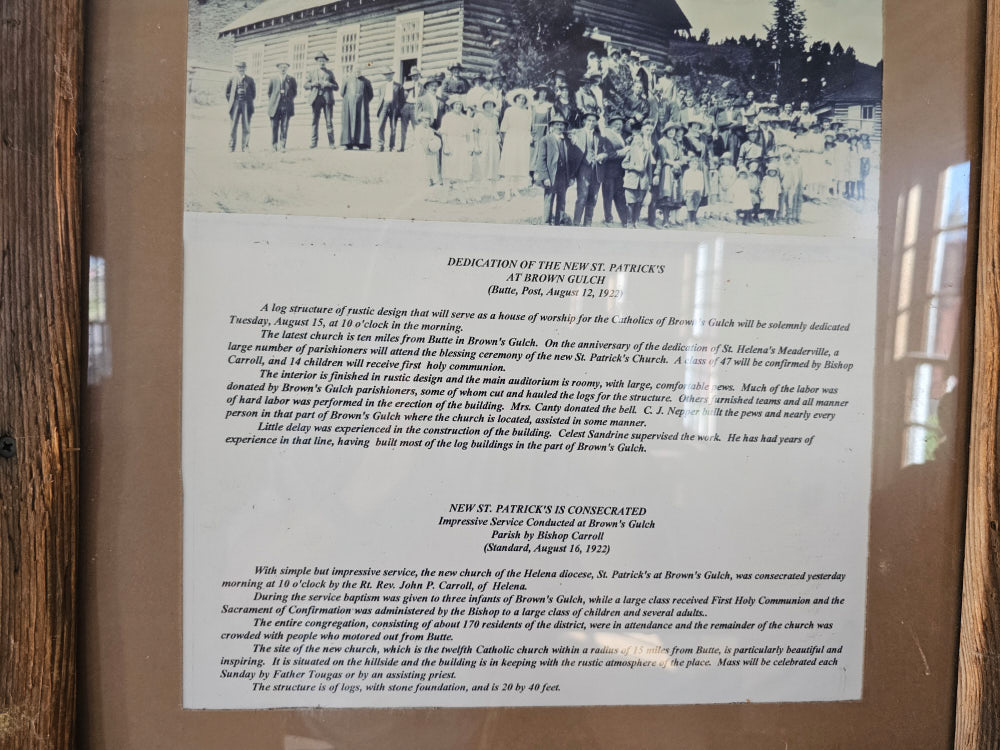 DEDICATION OF THE NEW ST. PATRICK'S
AT BROWN GULCH
(Butte, Post, August 12, 1922)
A log structure of rustic design that will serve as a house of worship for the Catholics of Brown's Gulch will be solemnly dedicated
Tuesday, August 15, at 10 o'clock in the morning.
The latest church is ten miles from Butte in Brown's Gulch. On the anniversary of the dedication of St. Helena's Meaderville, a
large number of parishioners will attend the blessing ceremony of the new St. Patrick's Church. A class of 47 will be confirmed by Bishop
Carroll, and 14 children will receive first holy communion.
The interior is finished in rustic design and the main auditorium is roomy, with large, comfortable pews. Much of the labor was
donated by Brown's Gulch parishioners, some of whom cut and hauled the logs for the structure. Others furnished teams and all manner
of hard labor was performed in the erection of the building. Mrs. Canty donated the bell. C. J. Nepper built the pews and nearly every
person in that part of Brown's Gulch where the church is located, assisted in some manner.
Little delay was experienced in the construction of the building. Celest Sandrine supervised the work. He has had years of
experience in that line, having built most of the log buildings in the part of Brown's Gulch.
NEW ST. PATRICK'S IS CONSECRATED
Impressive Service Conducted at Brown's Gulch
Parish by Bishop Carroll
(Standard, August 16, 1922)
With simple but impressive service, the new church of the Helena diocese, St. Patrick's at Brown's Gulch, was consecrated yesterday
morning at 10 o'clock by the Rt. Rev. John P. Carroll, of Helena.
During the service baptism was given to three infants of Brown's Gulch, while a large class received First Holy Communion and the
Sacrament of Confirmation was administered by the Bishop to a large class of children and several adults..
The entire congregation, consisting of about 170 residents of the district, were in attendance and the remainder of the church was
crowded with people who motored out from Butte.
The site of the new church, which is the twelfth Catholic church within a radius of 15 miles from Butte, is particularly beautiful and
inspiring. It is situated on the hillside and the building is in keeping with the rustic atmosphere of the place. Mass will be celebrated each
Sunday by Father Tougas or by an assisting priest.
The structure is of logs, with stone foundation, and is 20 by 40 feet.